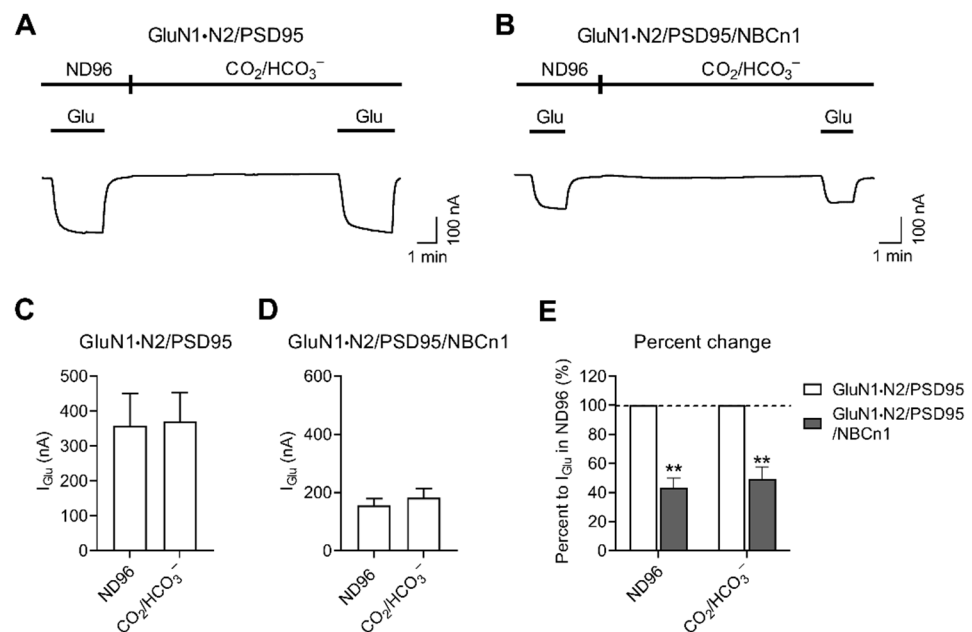 A
GluN1•N2/PSD95
ND96
CO₂/HCO₃⁻
Glu
Glu
100 nA
1 min
B
GluN1•N2/PSD95/NBCn1
ND96
CO₂/HCO₃⁻
Glu
Glu
100 nA
1 min
C
GluN1•N2/PSD95
500
400
300
200
100
0
I_Glu (nA)
ND96
CO₂/HCO₃⁻
D
GluN1•N2/PSD95/NBCn1
600
400
200
0
I_Glu (nA)
ND96
CO₂/HCO₃⁻
E
Percent change
Percent to I_Glu in ND96 (%)
120
100
80
60
40
20
0
**
**
ND96
CO₂/HCO₃⁻
GluN1•N2/PSD95
GluN1•N2/PSD95
/NBCn1